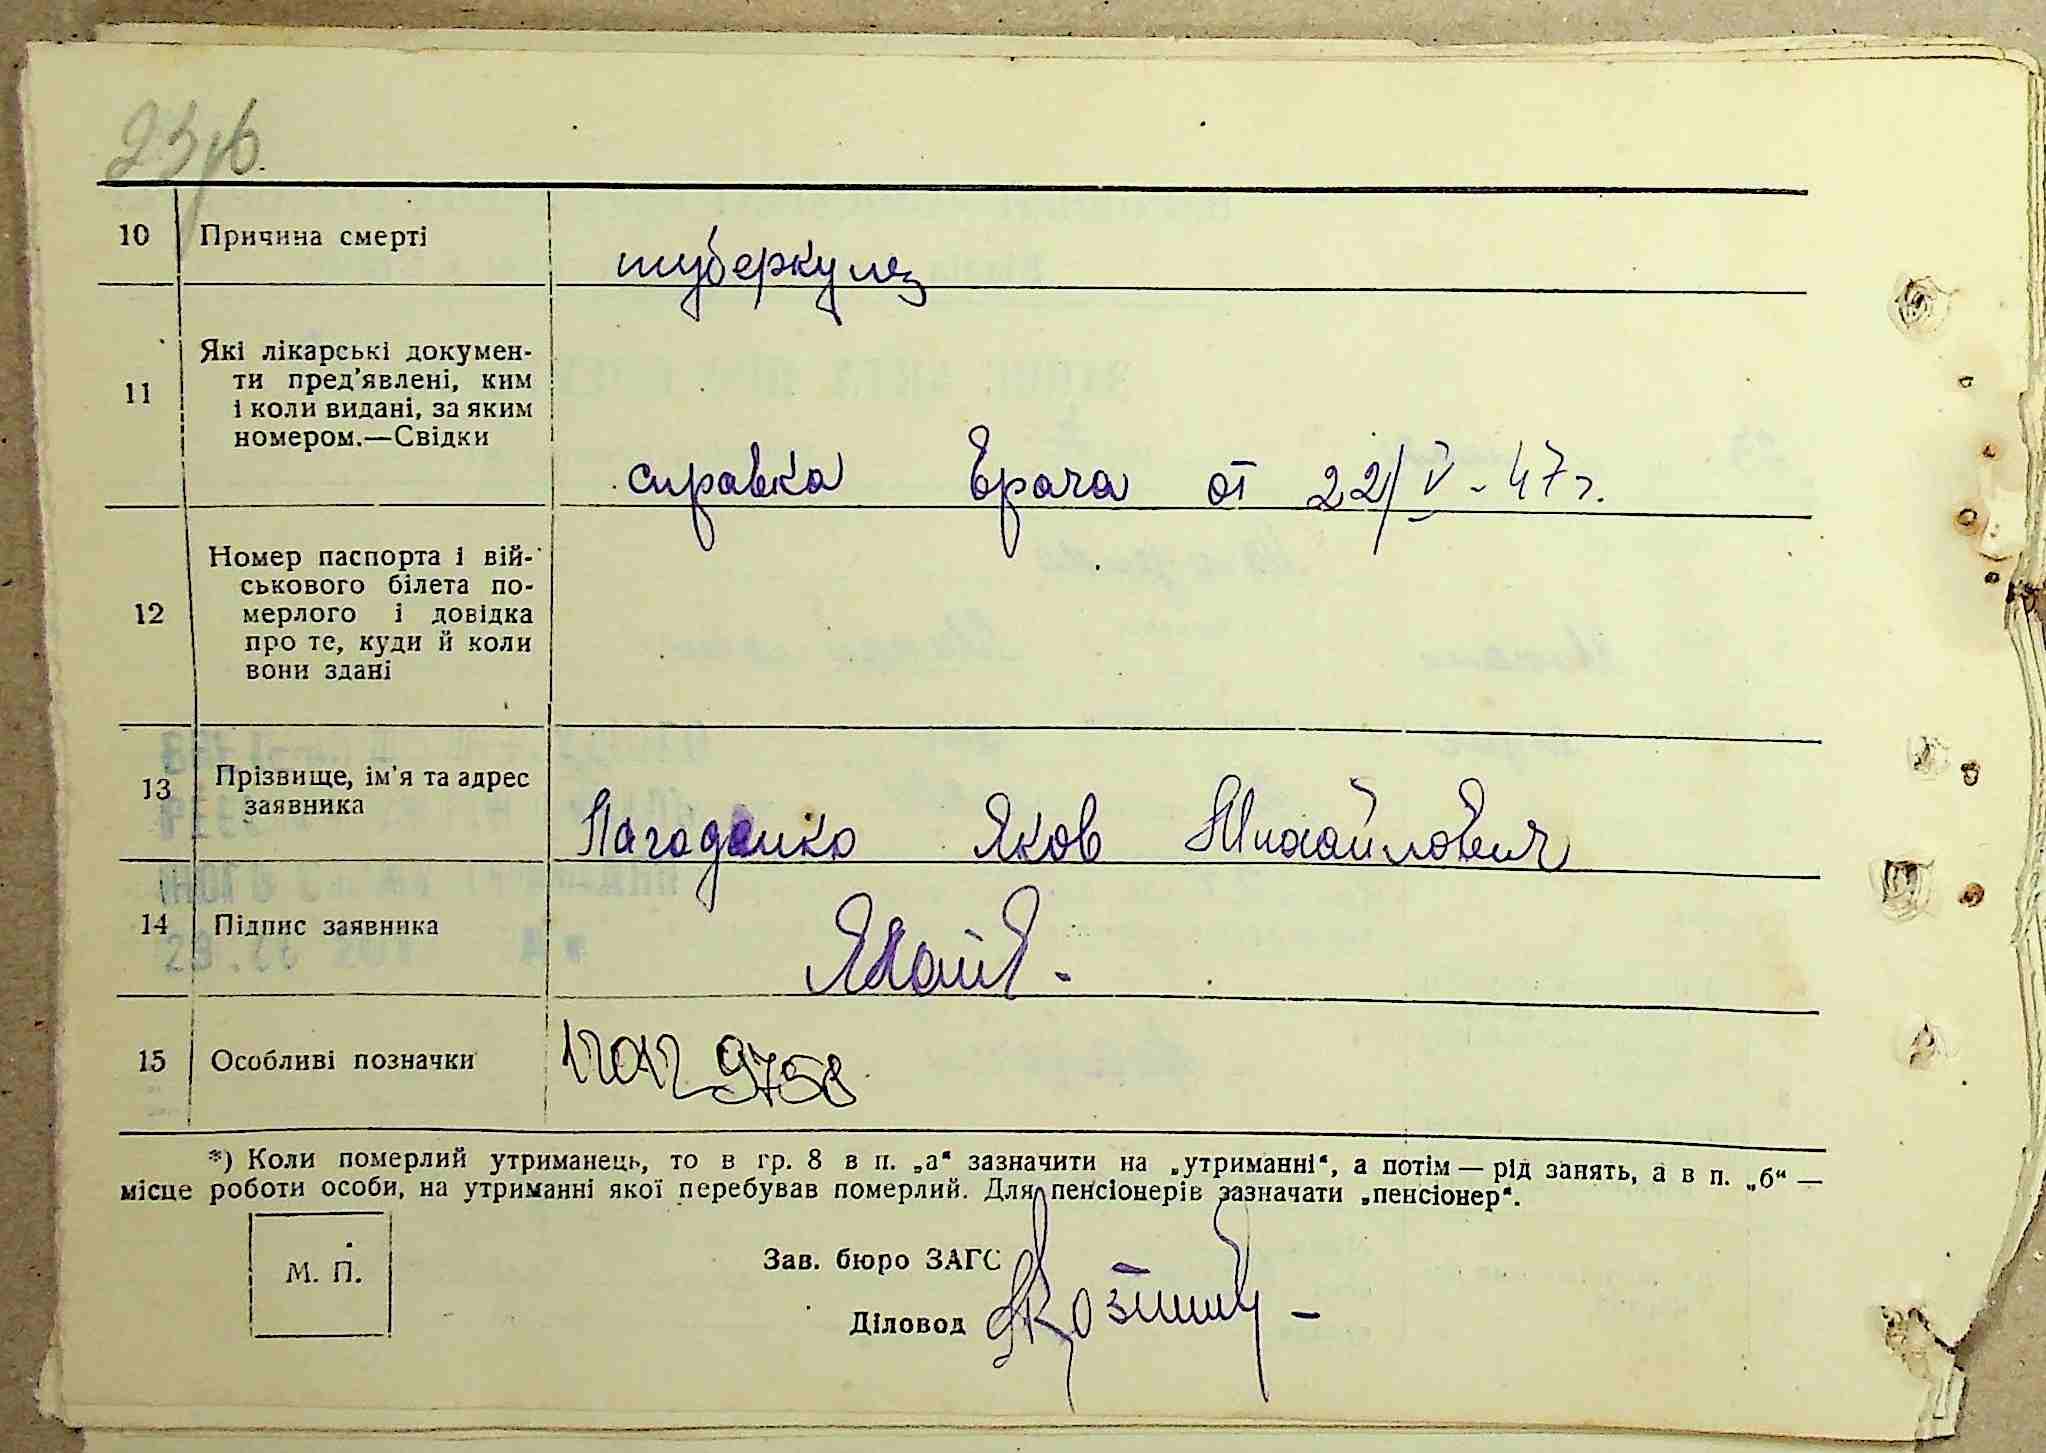 10 Причина смерті туберкулез
11 Які лікарські докумен-
ти пред'явлені, ким
і коли видані, за яким
номером.—Свідки
справка Врача от 22/V-47г.
12 Номер паспорта і вій-
ськового білета по-
мерлого і довідка
про те, куди й коли
вони здані
13 Прізвище, ім'я та адрес
заявника
Пагаденко Яков Михайлович
14 Підпис заявника
15 Особливі позначки
*) Коли померлий утриманець, то в гр. 8 в п. „а“ зазначити на „утриманні“, а потім — рід занять, а в п. „б“ —
місце роботи особи, на утриманні якої перебував померлий. Для пенсіонерів зазначати „пенсіонер“.
М. П.
Зав. бюро ЗАГС
Діловод